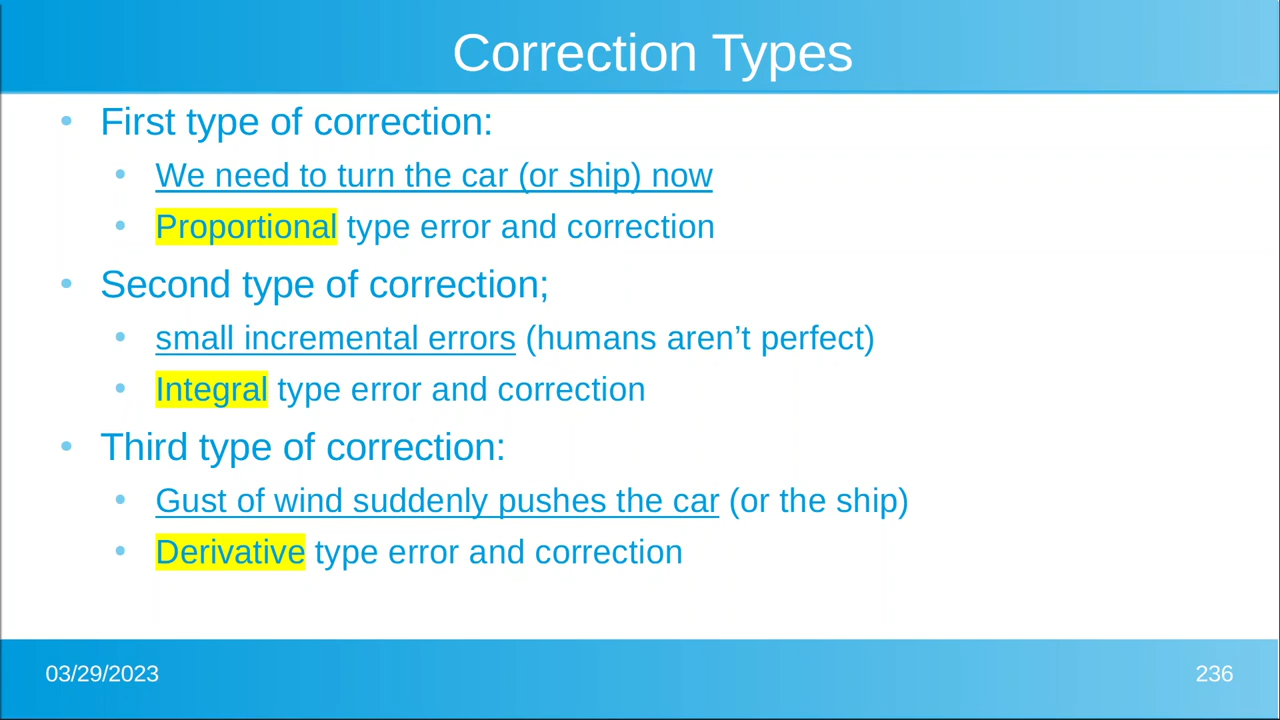 Correction Types
• First type of correction:
• We need to turn the car (or ship) now
• Proportional type error and correction
• Second type of correction;
• small incremental errors (humans aren’t perfect)
• Integral type error and correction
• Third type of correction:
• Gust of wind suddenly pushes the car (or the ship)
• Derivative type error and correction
03/29/2023
236